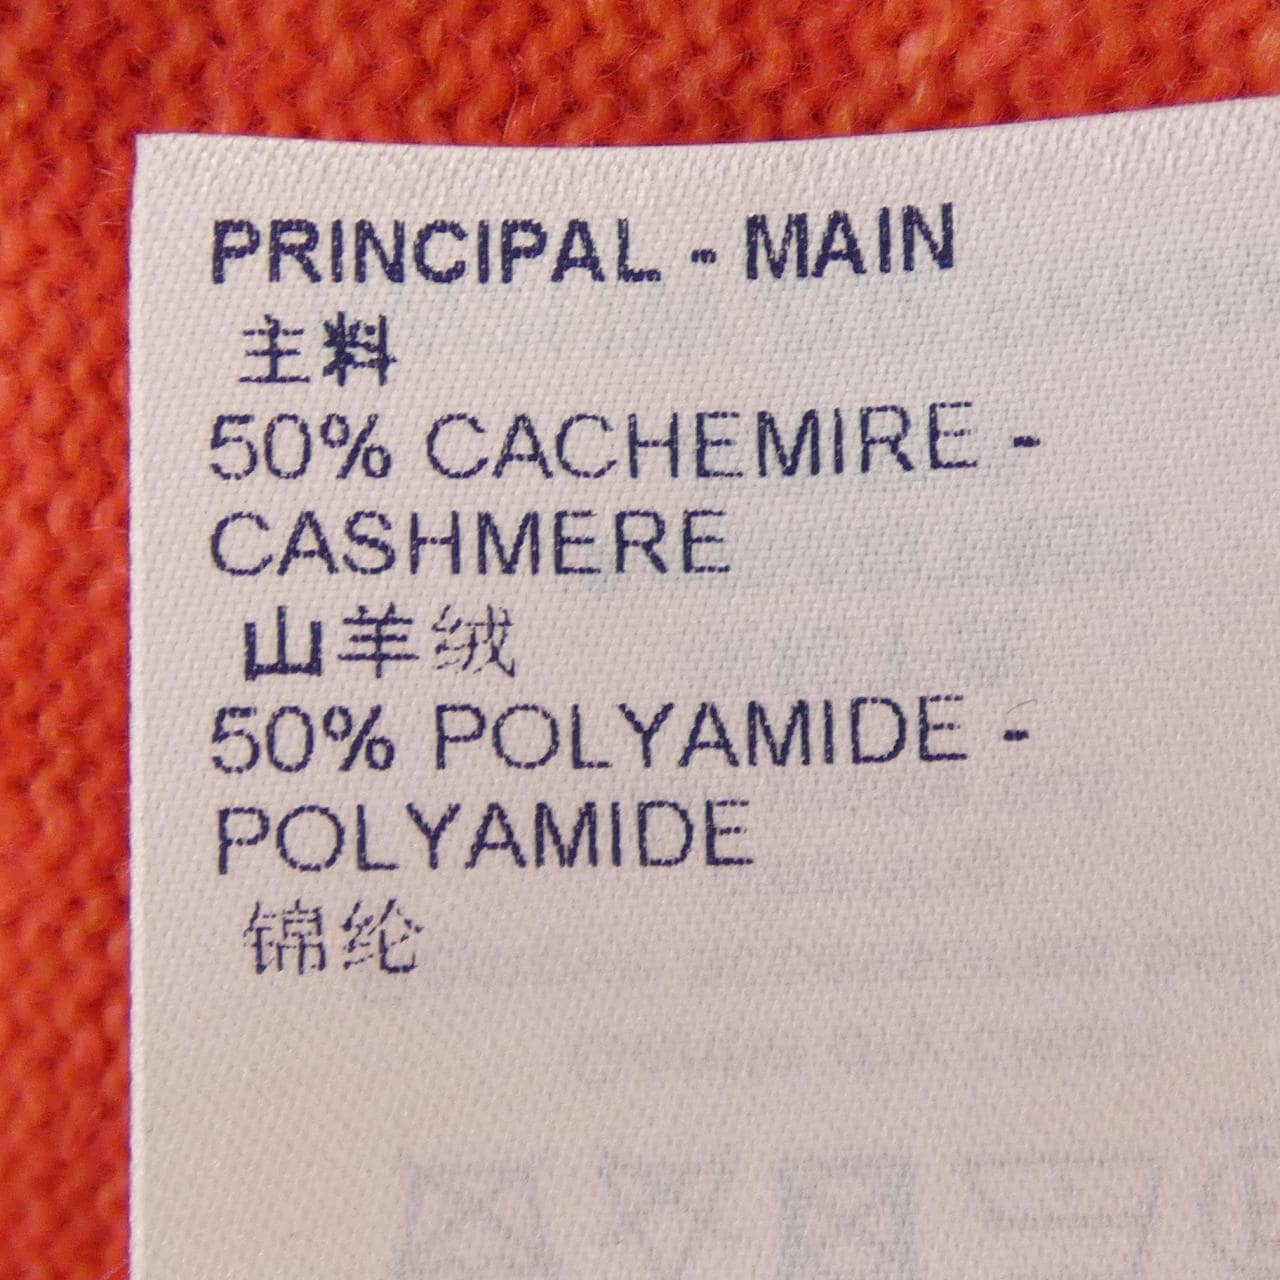 PRINCIPAL - MAIN
主料
50% CACHEMIRE -
CASHMERE
山羊绒
50% POLYAMIDE -
POLYAMIDE
锦纶